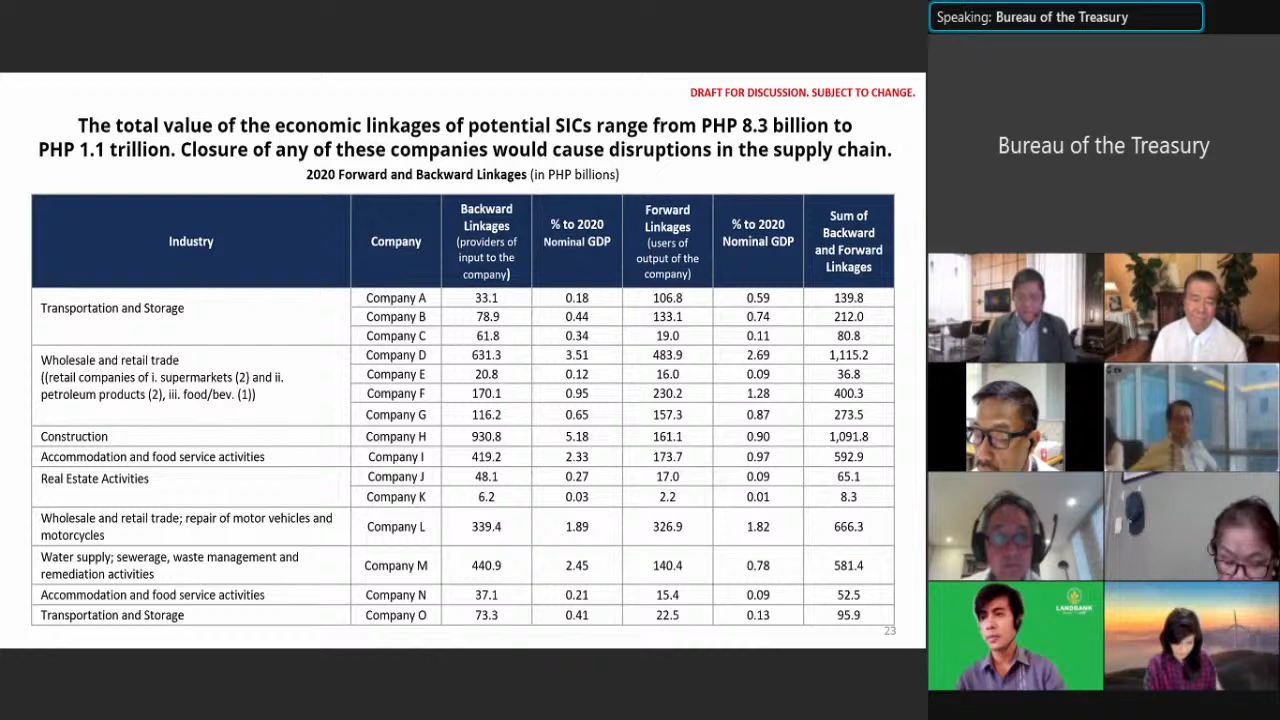 Speaking: Bureau of the Treasury
Bureau of the Treasury
DRAFT FOR DISCUSSION. SUBJECT TO CHANGE.
The total value of the economic linkages of potential SICs range from PHP 8.3 billion to
PHP 1.1 trillion. Closure of any of these companies would cause disruptions in the supply chain.
2020 Forward and Backward Linkages (in PHP billions)
Industry
Company
Backward
Linkages
(providers of
input to the
company)
% to 2020
Nominal GDP
Forward
Linkages
(users of
output of the
company)
% to 2020
Nominal GDP
Sum of
Backward
and Forward
Linkages
Transportation and Storage
Company A 33.1 0.18 106.8 0.59 139.8
Company B 78.9 0.44 133.1 0.74 212.0
Company C 61.8 0.34 19.0 0.11 80.8
Wholesale and retail trade
((retail companies of i. supermarkets (2) and ii.
petroleum products (2), iii. food/bev. (1))
Company D 631.3 3.51 483.9 2.69 1,115.2
Company E 20.8 0.12 16.0 0.09 36.8
Company F 170.1 0.95 230.2 1.28 400.3
Company G 116.2 0.65 157.3 0.87 273.5
Construction Company H 930.8 5.18 161.1 0.90 1,091.8
Accommodation and food service activities Company I 419.2 2.33 173.7 0.97 592.9
Real Estate Activities Company J 48.1 0.27 17.0 0.09 65.1
Company K 6.2 0.03 2.2 0.01 8.3
Wholesale and retail trade; repair of motor vehicles and
motorcycles
Company L 339.4 1.89 326.9 1.82 666.3
Water supply; sewerage, waste management and
remediation activities
Company M 440.9 2.45 140.4 0.78 581.4
Accommodation and food service activities Company N 37.1 0.21 15.4 0.09 52.5
Transportation and Storage Company O 73.3 0.41 22.5 0.13 95.9
23
LANDBANK